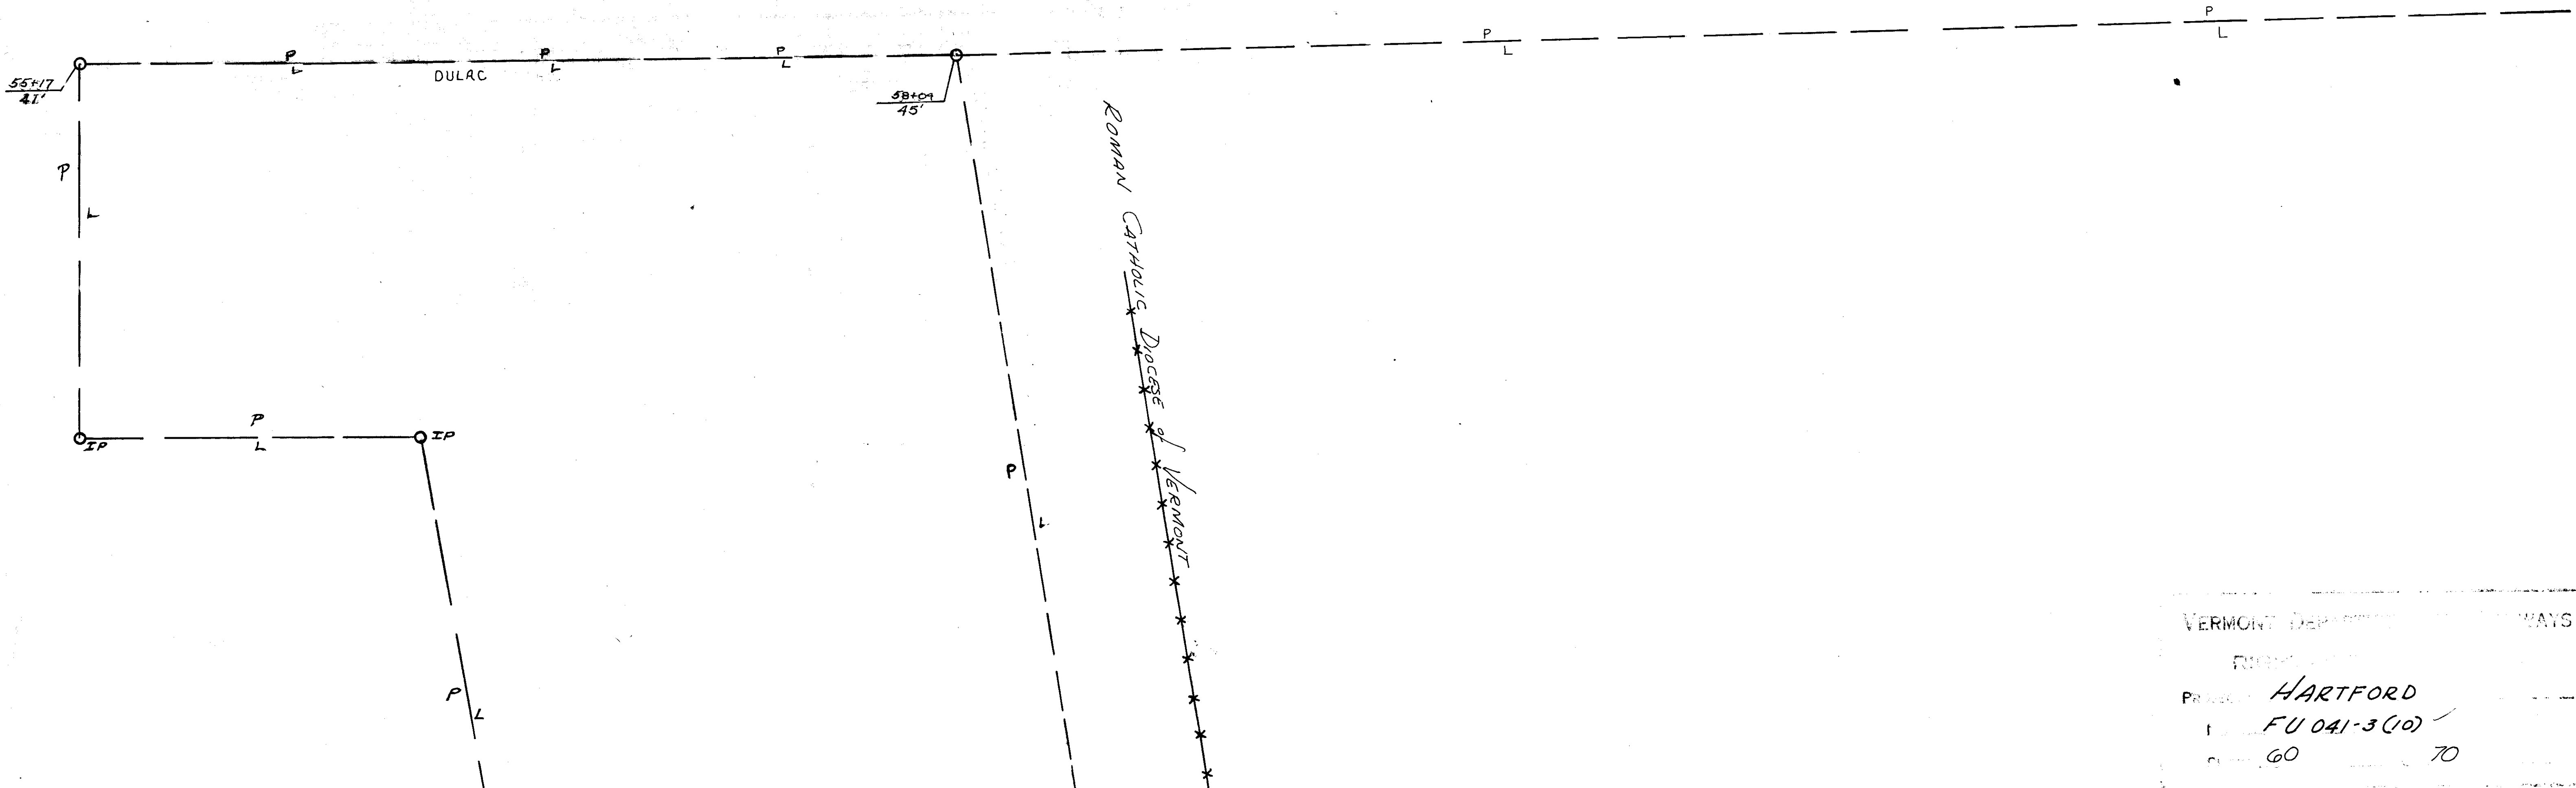 P
L
P
L
P
L
P
L
P
L
DULAC
55+17
41'
58+09
45'
P
L
ROMAN CATHOLIC DIOCESE of VERMONT
P
L
IP
IP
P
L
P
L
VERMONT WAYS
HARTFORD
FU 041-3(10)
60 70